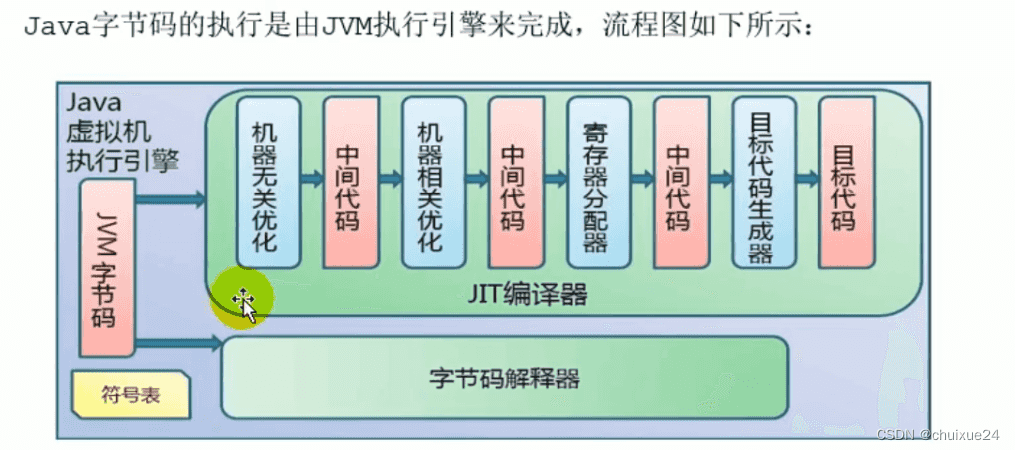 Java字节码的执行是由JVM执行引擎来完成，流程图如下所示：
Java
虚拟机
执行引擎
JVM字节码
机器无关优化
中间代码
机器相关优化
中间代码
寄存器分配器
中间代码
目标代码生成器
目标代码
JIT编译器
字节码解释器
符号表
CSDN @chuixue24